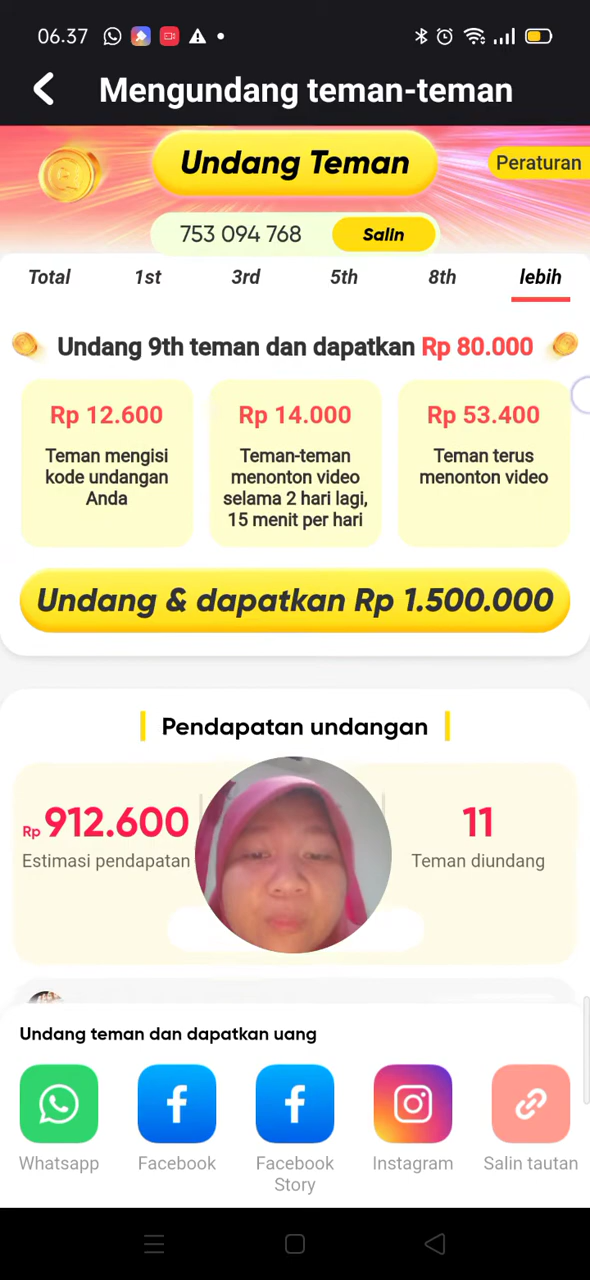 06.37
Mengundang teman-teman
Undang Teman
Peraturan
753 094 768
Salin
Total
1st
3rd
5th
8th
lebih
Undang 9th teman dan dapatkan Rp 80.000
Rp 12.600
Teman mengisi
kode undangan
Anda
Rp 14.000
Teman-teman
menonton video
selama 2 hari lagi,
15 menit per hari
Rp 53.400
Teman terus
menonton video
Undang & dapatkan Rp 1.500.000
Pendapatan undangan
Rp 912.600
Estimasi pendapatan
11
Teman diundang
Undang teman dan dapatkan uang
Whatsapp
Facebook
Facebook
Story
Instagram
Salin tautan